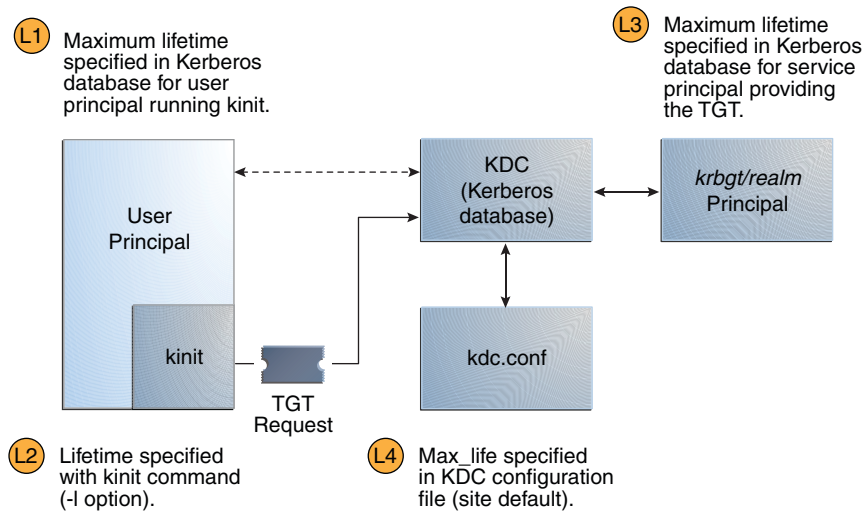 L1
Maximum lifetime
specified in Kerberos
database for user
principal running kinit.
L3
Maximum lifetime
specified in Kerberos
database for service
principal providing
the TGT.
User
Principal
kinit
TGT
Request
KDC
(Kerberos
database)
krbgt/realm
Principal
kdc.conf
L2
Lifetime specified
with kinit command
(-l option).
L4
Max_life specified
in KDC configuration
file (site default).